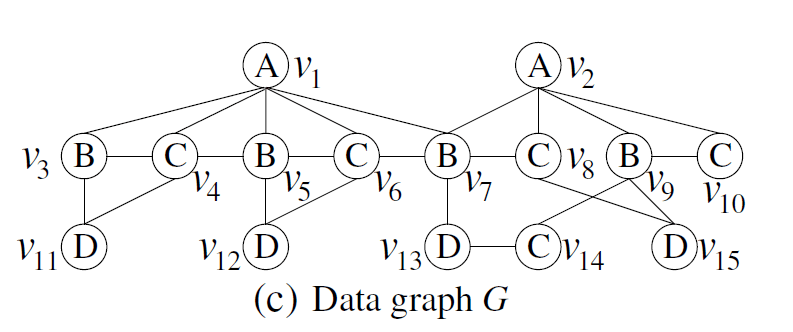 A v1 A v2
v3 B C v4 B v5 C v6 B v7 C v8 B v9 C v10
v11 D v12 D v13 D C v14 D v15
(c) Data graph G